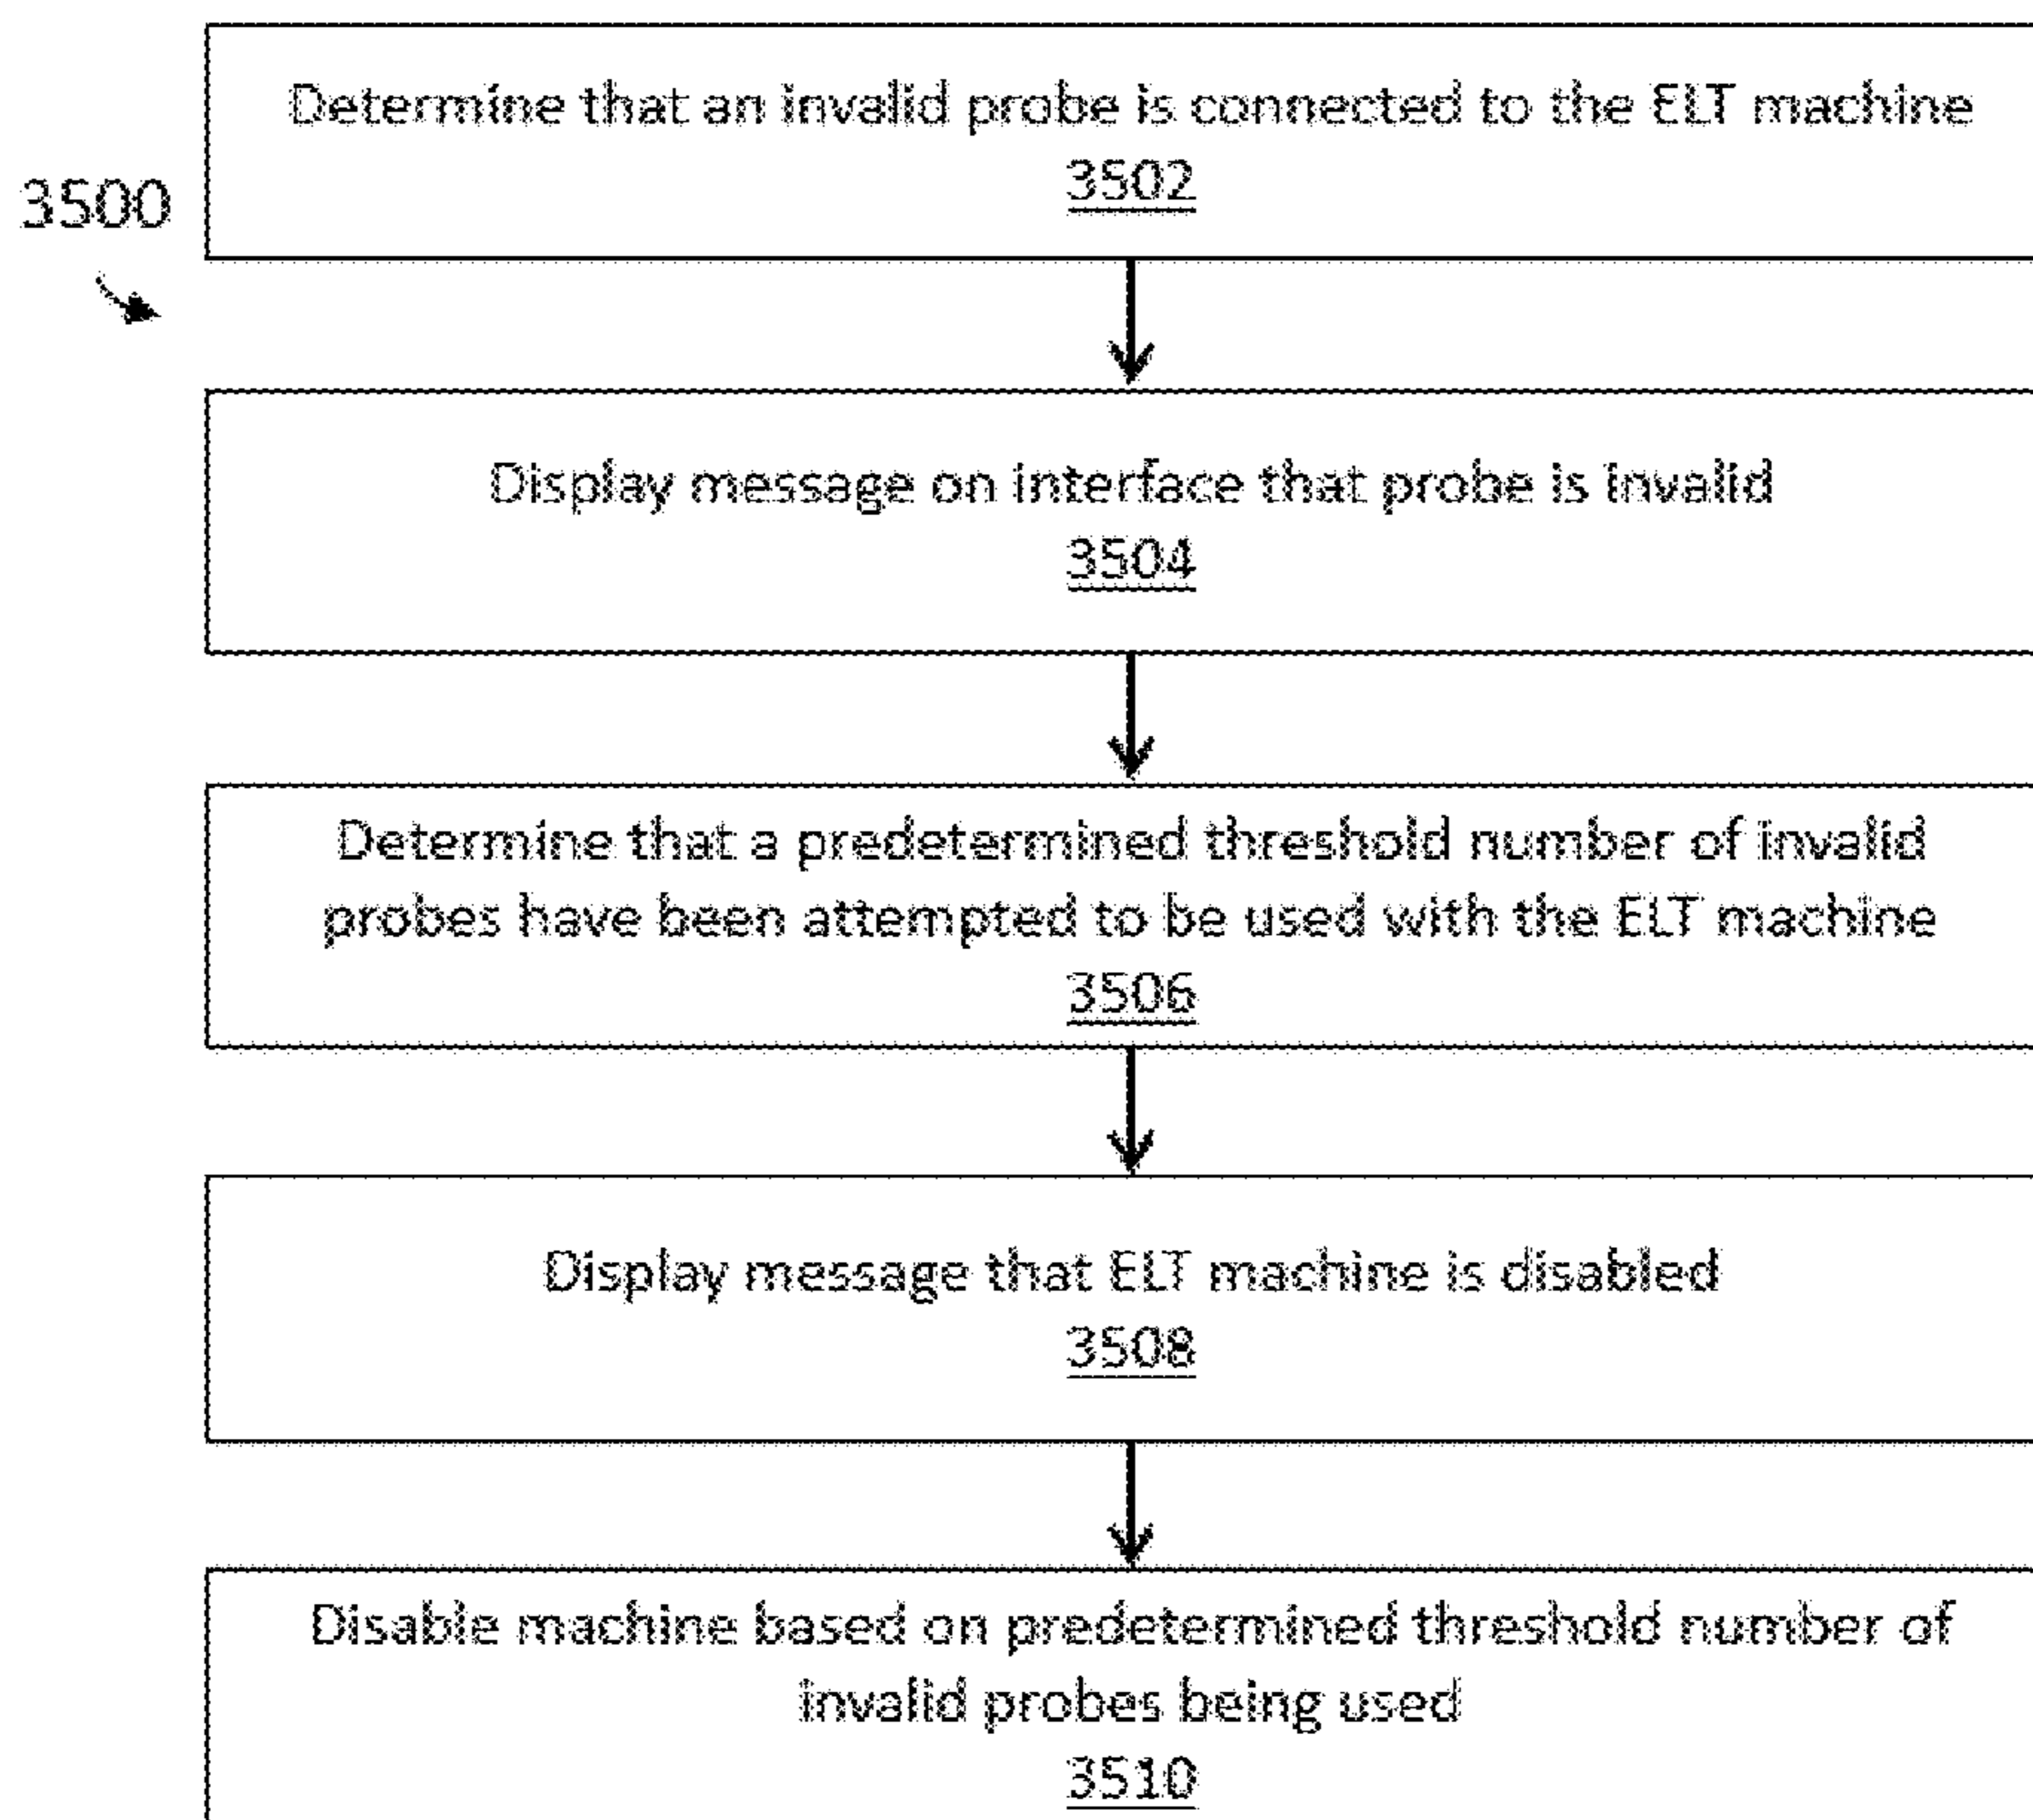 Determine that an invalid probe is connected to the ELT machine
3502
3500
Display message on interface that probe is invalid
3504
Determine that a predetermined threshold number of invalid
probes have been attempted to be used with the ELT machine
3506
Display message that ELT machine is disabled
3508
Disable machine based on predetermined threshold number of
invalid probes being used
3510